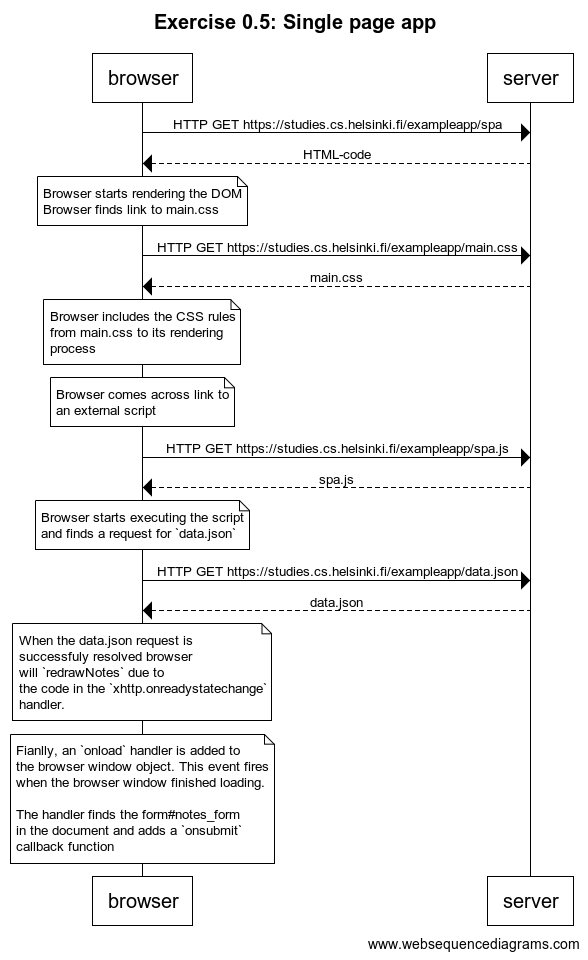 Exercise 0.5: Single page app
browser
server
HTTP GET https://studies.cs.helsinki.fi/exampleapp/spa
HTML-code
Browser starts rendering the DOM
Browser finds link to main.css
HTTP GET https://studies.cs.helsinki.fi/exampleapp/main.css
main.css
Browser includes the CSS rules
from main.css to its rendering
process
Browser comes across link to
an external script
HTTP GET https://studies.cs.helsinki.fi/exampleapp/spa.js
spa.js
Browser starts executing the script
and finds a request for `data.json`
HTTP GET https://studies.cs.helsinki.fi/exampleapp/data.json
data.json
When the data.json request is
successfuly resolved browser
will `redrawNotes` due to
the code in the `xhttp.onreadystatechange`
handler.
Fianlly, an `onload` handler is added to
the browser window object. This event fires
when the browser window finished loading.
The handler finds the form#notes_form
in the document and adds a `onsubmit`
callback function
browser
server
www.websequencediagrams.com